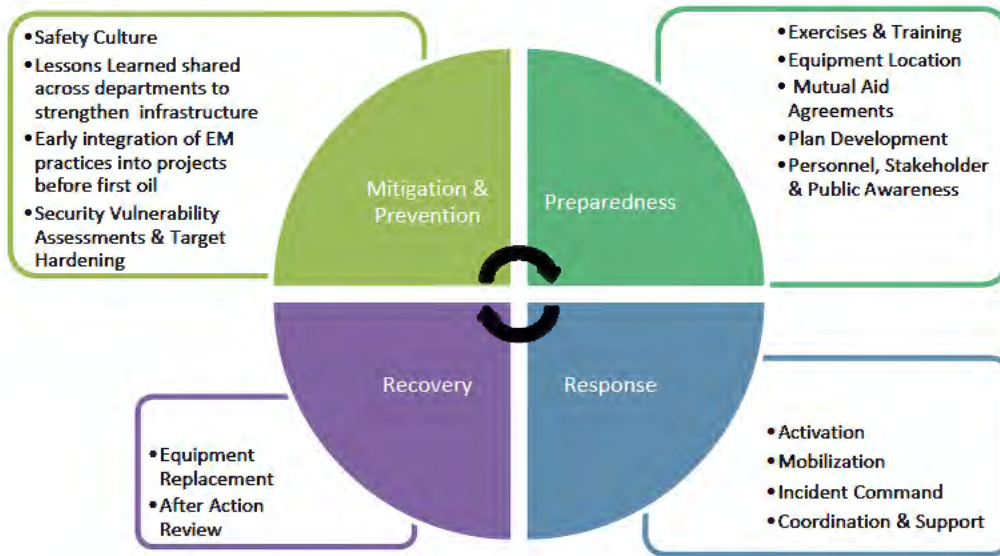 •Safety Culture
•Lessons Learned shared
across departments to
strengthen infrastructure
•Early integration of EM
practices into projects
before first oil
•Security Vulnerability
Assessments & Target
Hardening
Mitigation &
Prevention
•Exercises & Training
•Equipment Location
• Mutual Aid
Agreements
•Plan Development
•Personnel, Stakeholder
& Public Awareness
Preparedness
Recovery
•Equipment
Replacement
•After Action
Review
Response
•Activation
•Mobilization
•Incident Command
•Coordination & Support